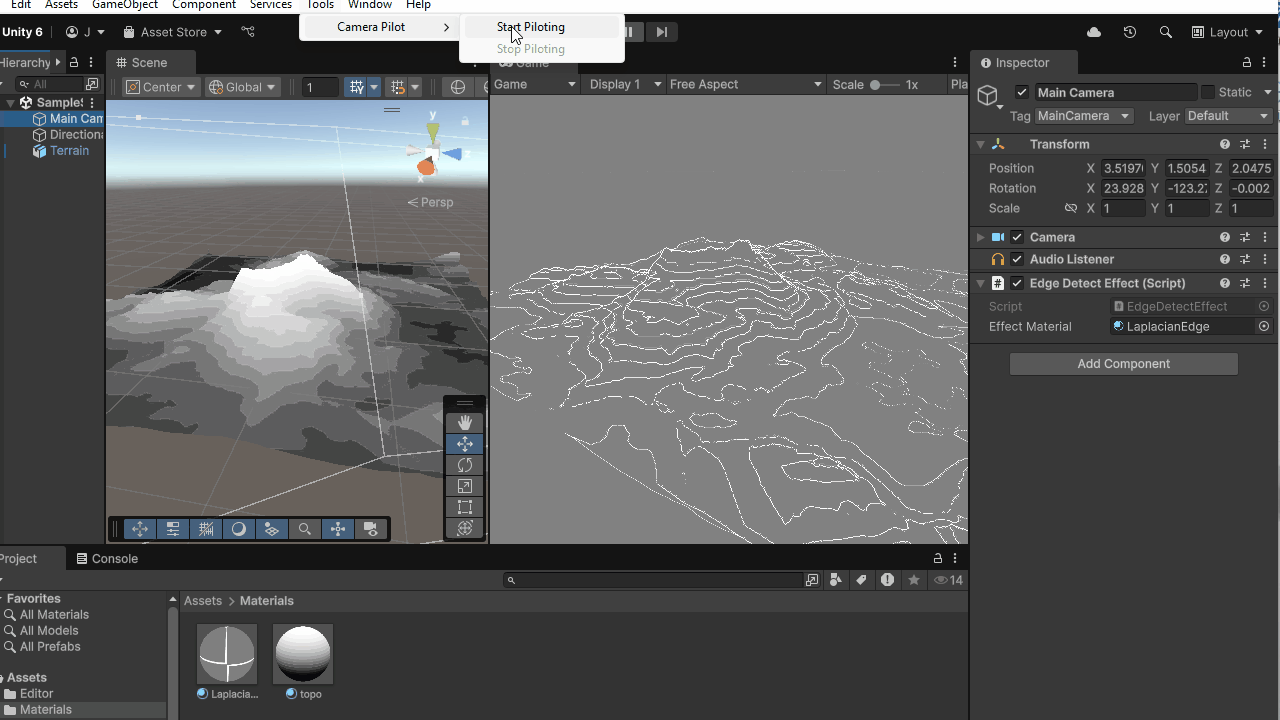 Edit Assets GameObject Component Services Tools Window Help
Camera Pilot
Start Piloting
Stop Piloting
Unity 6 J Asset Store Layout
Hierarchy
All
Main Cam
Directiona
Terrain
Scene
Center Global 1
y
x
Persp
Game
Game Display 1 Free Aspect Scale 1x Pla
Inspector
Main Camera Static
Tag MainCamera Layer Default
Transform
Position X 3.5197 Y 1.5054 Z 2.0475
Rotation X 23.928 Y -123.2 Z -0.002
Scale X 1 Y 1 Z 1
Camera
Audio Listener
Edge Detect Effect (Script)
Script EdgeDetectEffect
Effect Material LaplacianEdge
Add Component
Project Console
14
Favorites
All Materials
All Models
All Prefabs
Assets
Editor
Materials
Assets > Materials
Laplacia...
topo